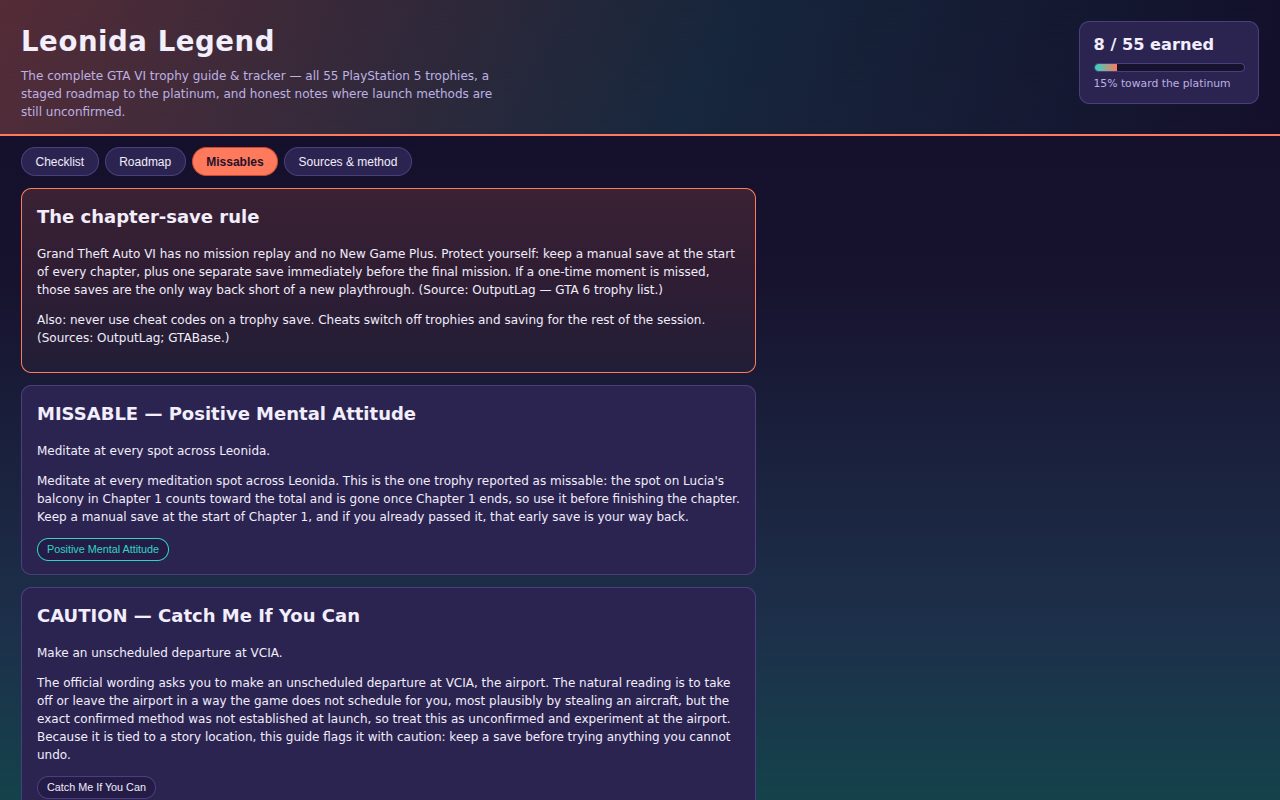 Leonida Legend
The complete GTA VI trophy guide & tracker — all 55 PlayStation 5 trophies, a
staged roadmap to the platinum, and honest notes where launch methods are
still unconfirmed.
8 / 55 earned
15% toward the platinum
Checklist
Roadmap
Missables
Sources & method
The chapter-save rule
Grand Theft Auto VI has no mission replay and no New Game Plus. Protect yourself: keep a manual save at the start
of every chapter, plus one separate save immediately before the final mission. If a one-time moment is missed,
those saves are the only way back short of a new playthrough. (Source: OutputLag — GTA 6 trophy list.)
Also: never use cheat codes on a trophy save. Cheats switch off trophies and saving for the rest of the session.
(Sources: OutputLag; GTABase.)
MISSABLE — Positive Mental Attitude
Meditate at every spot across Leonida.
Meditate at every meditation spot across Leonida. This is the one trophy reported as missable: the spot on Lucia's
balcony in Chapter 1 counts toward the total and is gone once Chapter 1 ends, so use it before finishing the chapter.
Keep a manual save at the start of Chapter 1, and if you already passed it, that early save is your way back.
Positive Mental Attitude
CAUTION — Catch Me If You Can
Make an unscheduled departure at VCIA.
The official wording asks you to make an unscheduled departure at VCIA, the airport. The natural reading is to take
off or leave the airport in a way the game does not schedule for you, most plausibly by stealing an aircraft, but the
exact confirmed method was not established at launch, so treat this as unconfirmed and experiment at the airport.
Because it is tied to a story location, this guide flags it with caution: keep a save before trying anything you cannot
undo.
Catch Me If You Can